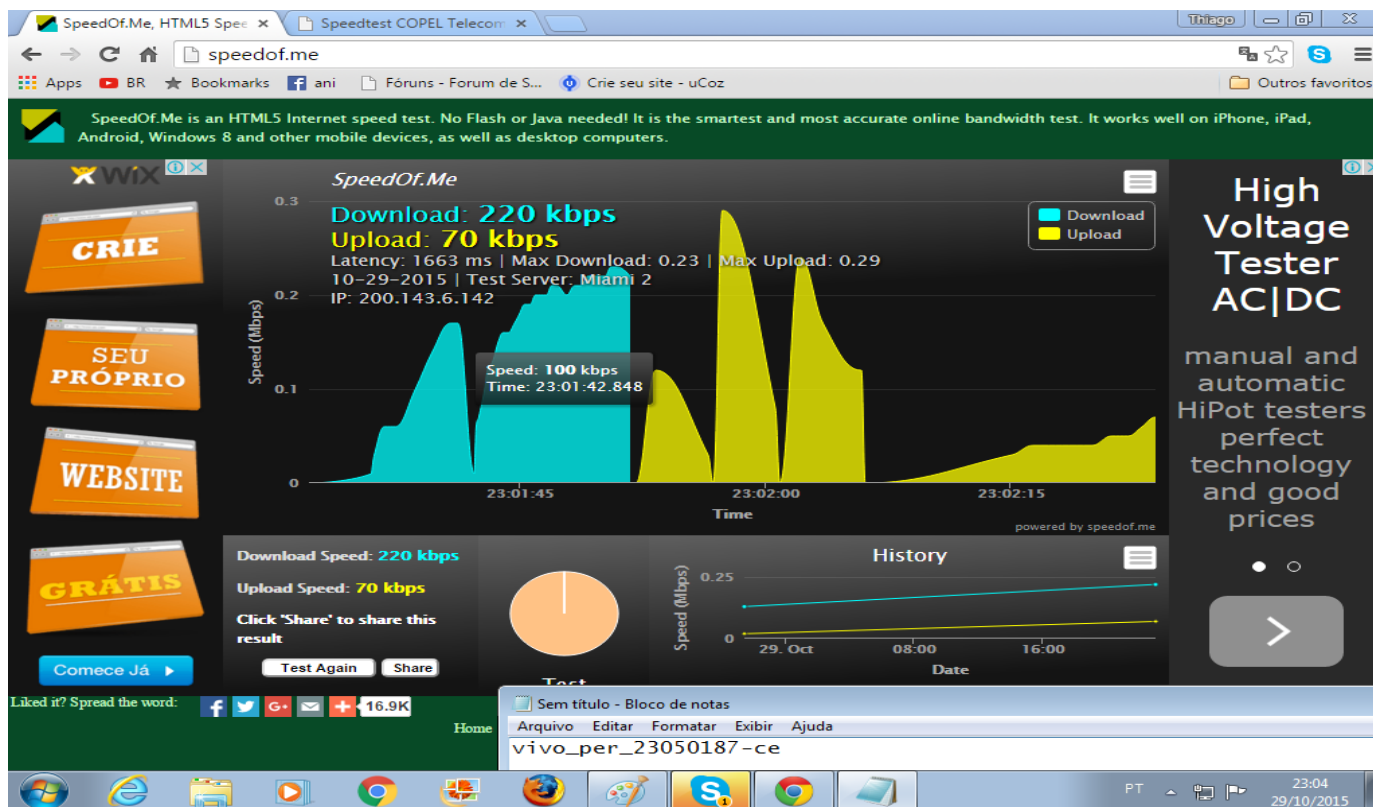 SpeedOf.Me, HTML5 Spee
Speedtest COPEL Telecom
Thiago
speedof.me
Apps
BR
Bookmarks
ani
Fóruns - Forum de S...
Crie seu site - uCoz
Outros favoritos
SpeedOf.Me is an HTML5 Internet speed test. No Flash or Java needed! It is the smartest and most accurate online bandwidth test. It works well on iPhone, iPad,
Android, Windows 8 and other mobile devices, as well as desktop computers.
WiX
CRIE
SEU
PRÓPRIO
WEBSITE
GRÁTIS
Comece Já
SpeedOf.Me
Download: 220 kbps
Upload: 70 kbps
Latency: 1663 ms | Max Download: 0.23 | Max Upload: 0.29
10-29-2015 | Test Server: Miami 2
IP: 200.143.6.142
Download
Upload
Speed (Mbps)
0.3
0.2
0.1
0
Speed: 100 kbps
Time: 23:01:42.848
23:01:45
23:02:00
23:02:15
Time
powered by speedof.me
High
Voltage
Tester
AC|DC
manual and
automatic
HiPot testers
perfect
technology
and good
prices
Download Speed: 220 kbps
Upload Speed: 70 kbps
Click 'Share' to share this
result
Test Again
Share
Test
History
Speed (Mbps)
0.25
0
29. Oct
08:00
16:00
Date
Liked it? Spread the word:
G+
16.9K
Home
Sem título - Bloco de notas
Arquivo
Editar
Formatar
Exibir
Ajuda
vivo_per_23050187-ce
S
1
PT
23:04
29/10/2015